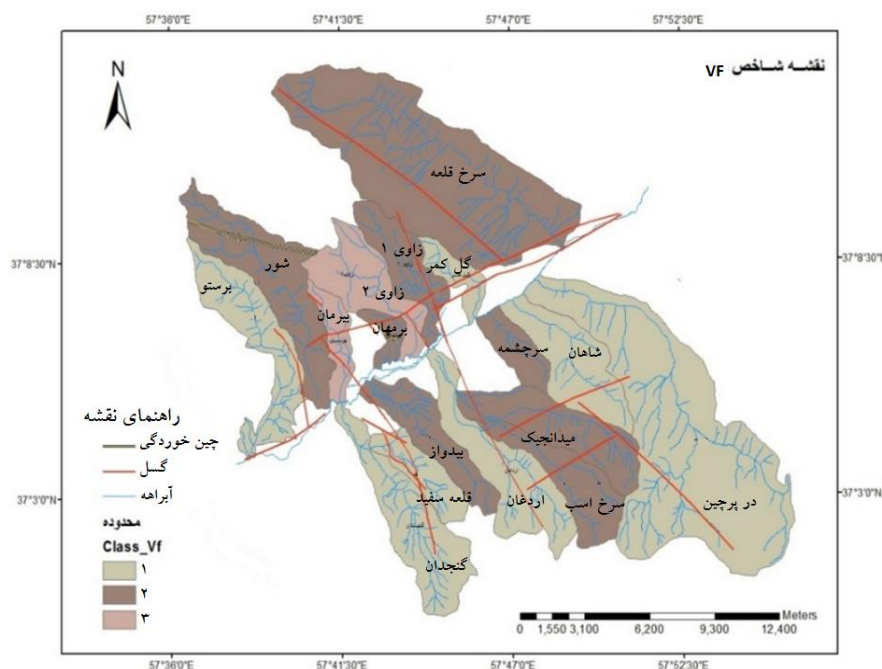 57°36'0"E 57°41'30"E 57°47'0"E 57°52'30"E
نقشـــه شـــاخص VF
N
سرخ قلعه
37°8'30"N 37°8'30"N
زاوی ۱
گل کمر
شور
برستو
زاوی ۲
بیرمان
برمهان
سرچشمه
شاهان
راهنمای نقشه
چین خوردگی
گسل
آبراهه
محدوده
Class_Vf
۱
۲
۳
میدانجیک
بیدواز
37°3'0"N 37°3'0"N
قلعه سفید
اردغان
سرخ اسب
در پرچین
گنجدان
Meters
0 1,550 3,100 6,200 9,300 12,400
57°36'0"E 57°41'30"E 57°47'0"E 57°52'30"E